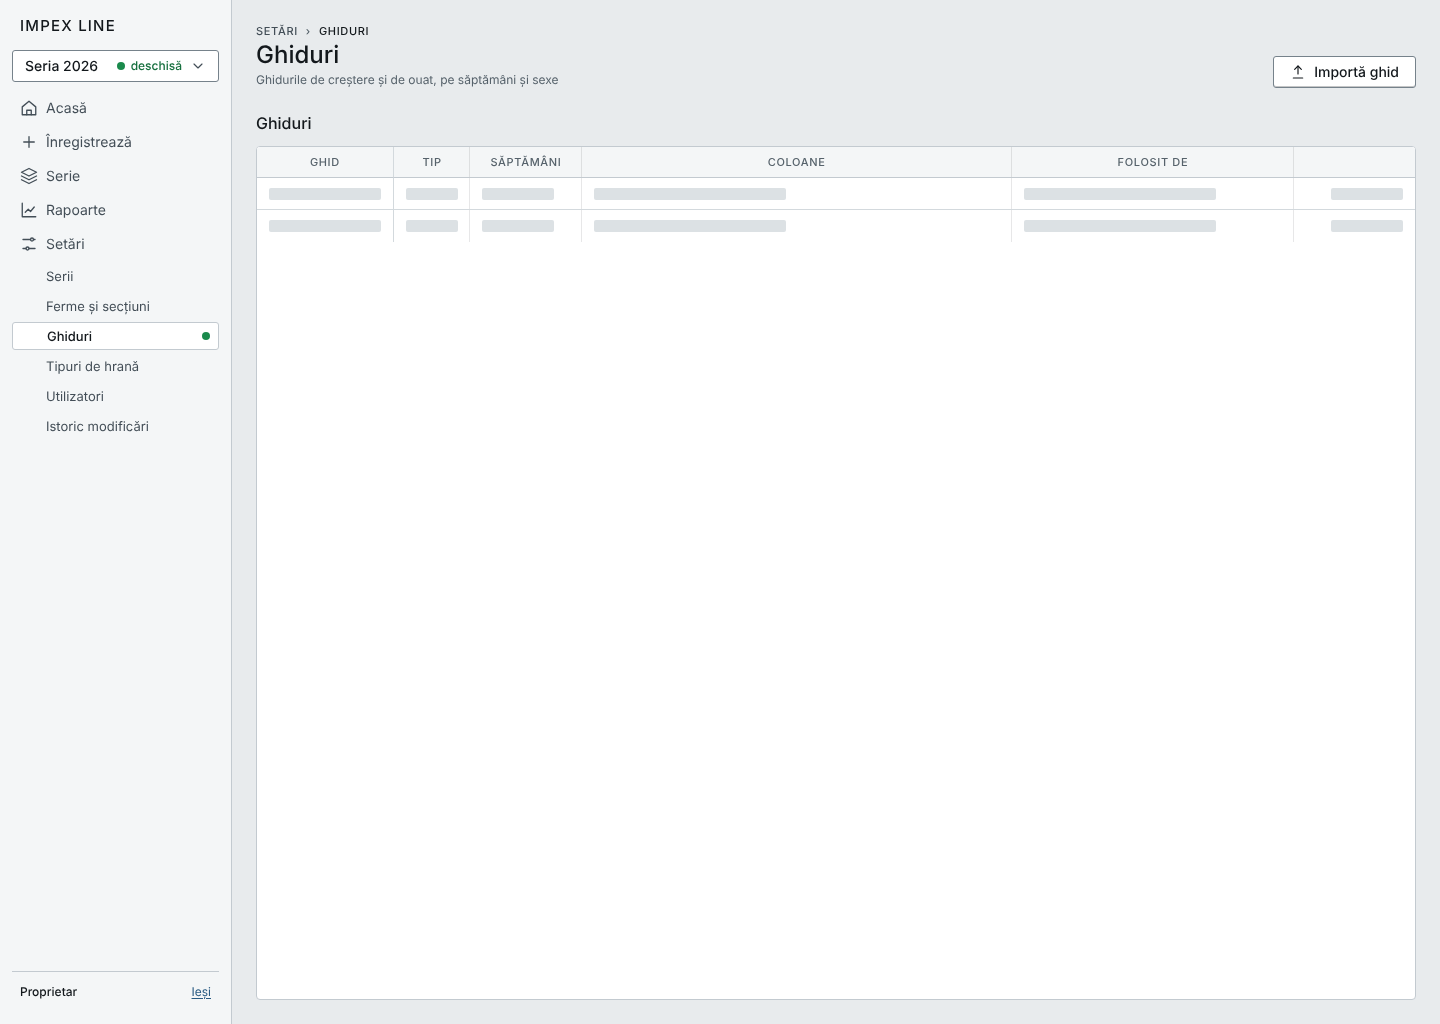 IMPEX LINE
Seria 2026 deschisă
Acasă
Înregistrează
Serie
Rapoarte
Setări
Serii
Ferme și secțiuni
Ghiduri
Tipuri de hrană
Utilizatori
Istoric modificări
Proprietar Ieși
SETĂRI › GHIDURI
Ghiduri
Ghidurile de creștere și de ouat, pe săptămâni și sexe
Importă ghid
Ghiduri
GHID TIP SĂPTĂMÂNI COLOANE FOLOSIT DE